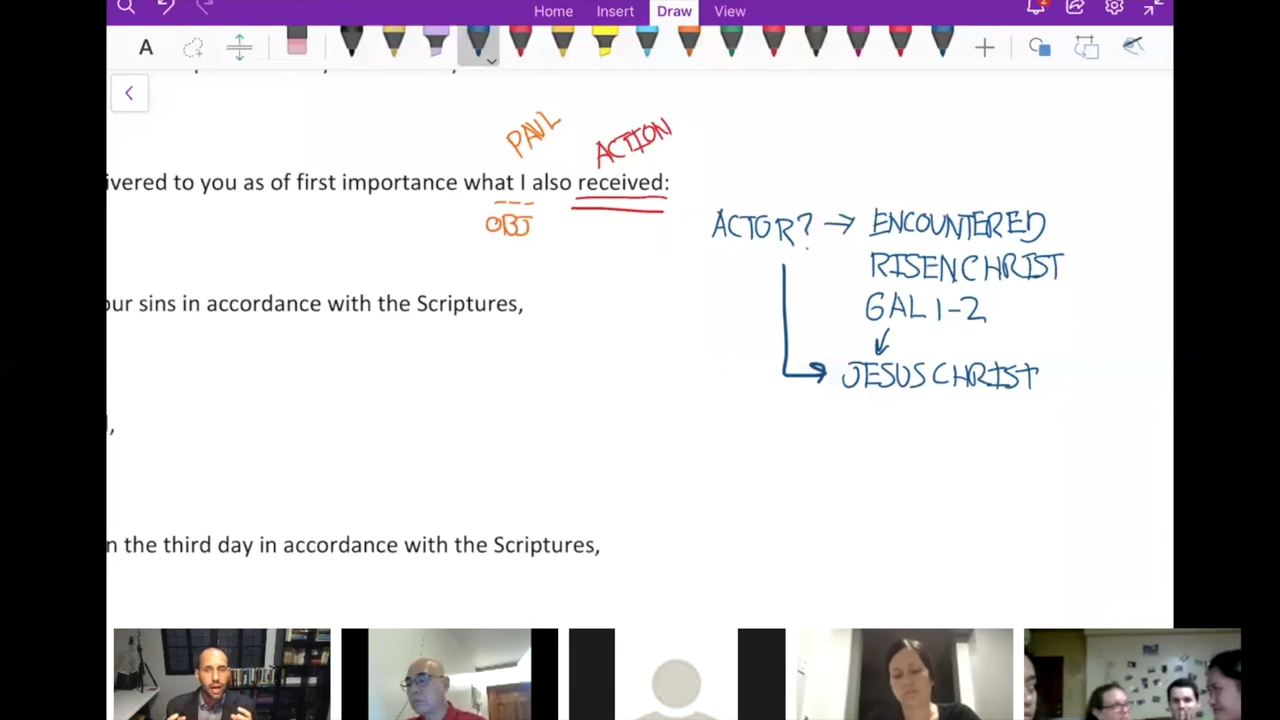 Home Insert Draw View
2
A
PAUL
ACTION
ivered to you as of first importance what I also received:
OBJ
ACTOR? → ENCOUNTERED
RISEN CHRIST
GAL 1-2
JESUS CHRIST
our sins in accordance with the Scriptures,
n the third day in accordance with the Scriptures,